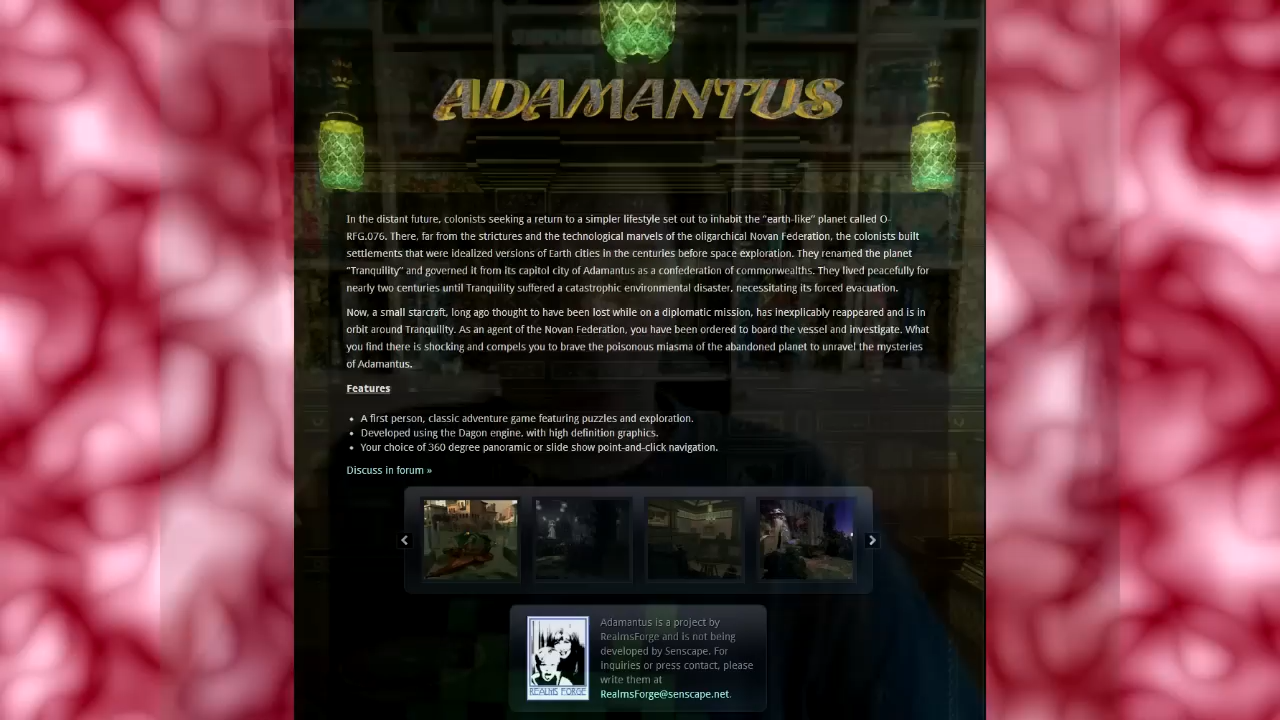 ADAMANTUS
In the distant future, colonists seeking a return to a simpler lifestyle set out to inhabit the "earth-like" planet called O-
RFG.076. There, far from the strictures and the technological marvels of the oligarchical Novan Federation, the colonists built
settlements that were idealized versions of Earth cities in the centuries before space exploration. They renamed the planet
"Tranquility" and governed it from its capitol city of Adamantus as a confederation of commonwealths. They lived peacefully for
nearly two centuries until Tranquility suffered a catastrophic environmental disaster, necessitating its forced evacuation.
Now, a small starcraft, long ago thought to have been lost while on a diplomatic mission, has inexplicably reappeared and is in
orbit around Tranquility. As an agent of the Novan Federation, you have been ordered to board the vessel and investigate. What
you find there is shocking and compels you to brave the poisonous miasma of the abandoned planet to unravel the mysteries
of Adamantus.
Features
• A first person, classic adventure game featuring puzzles and exploration.
• Developed using the Dagon engine, with high definition graphics.
• Your choice of 360 degree panoramic or slide show point-and-click navigation.
Discuss in forum »
Adamantus is a project by
RealmsForge and is not being
developed by Senscape. For
Inquiries or press contact, please
write them at
RealmsForge@senscape.net.
REALMS FORGE